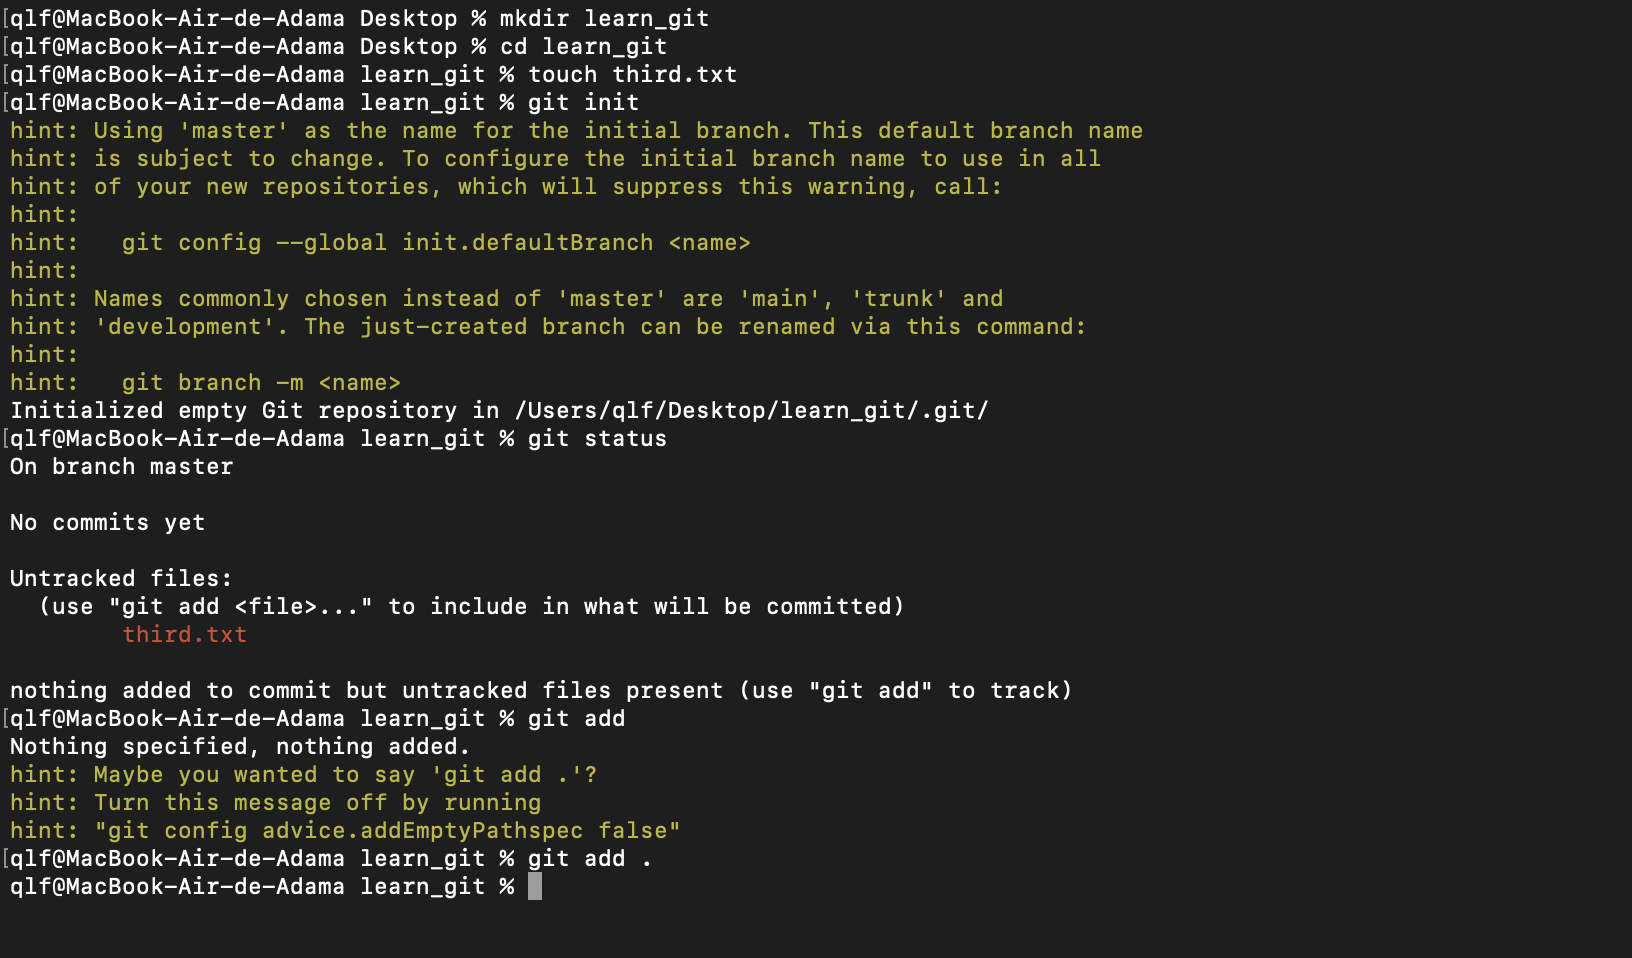 [qlf@MacBook-Air-de-Adama Desktop % mkdir learn_git
[qlf@MacBook-Air-de-Adama Desktop % cd learn_git
[qlf@MacBook-Air-de-Adama learn_git % touch third.txt
[qlf@MacBook-Air-de-Adama learn_git % git init
hint: Using 'master' as the name for the initial branch. This default branch name
hint: is subject to change. To configure the initial branch name to use in all
hint: of your new repositories, which will suppress this warning, call:
hint:
hint:   git config --global init.defaultBranch <name>
hint:
hint: Names commonly chosen instead of 'master' are 'main', 'trunk' and
hint: 'development'. The just-created branch can be renamed via this command:
hint:
hint:   git branch -m <name>
Initialized empty Git repository in /Users/qlf/Desktop/learn_git/.git/
[qlf@MacBook-Air-de-Adama learn_git % git status
On branch master

No commits yet

Untracked files:
  (use "git add <file>..." to include in what will be committed)
        third.txt

nothing added to commit but untracked files present (use "git add" to track)
[qlf@MacBook-Air-de-Adama learn_git % git add
Nothing specified, nothing added.
hint: Maybe you wanted to say 'git add .'?
hint: Turn this message off by running
hint: "git config advice.addEmptyPathspec false"
[qlf@MacBook-Air-de-Adama learn_git % git add .
qlf@MacBook-Air-de-Adama learn_git %